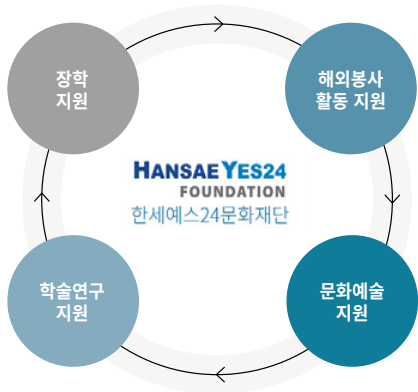 장학
지원
해외봉사
활동 지원
HANSAE YES24
FOUNDATION
한세예스24문화재단
학술연구
지원
문화예술
지원